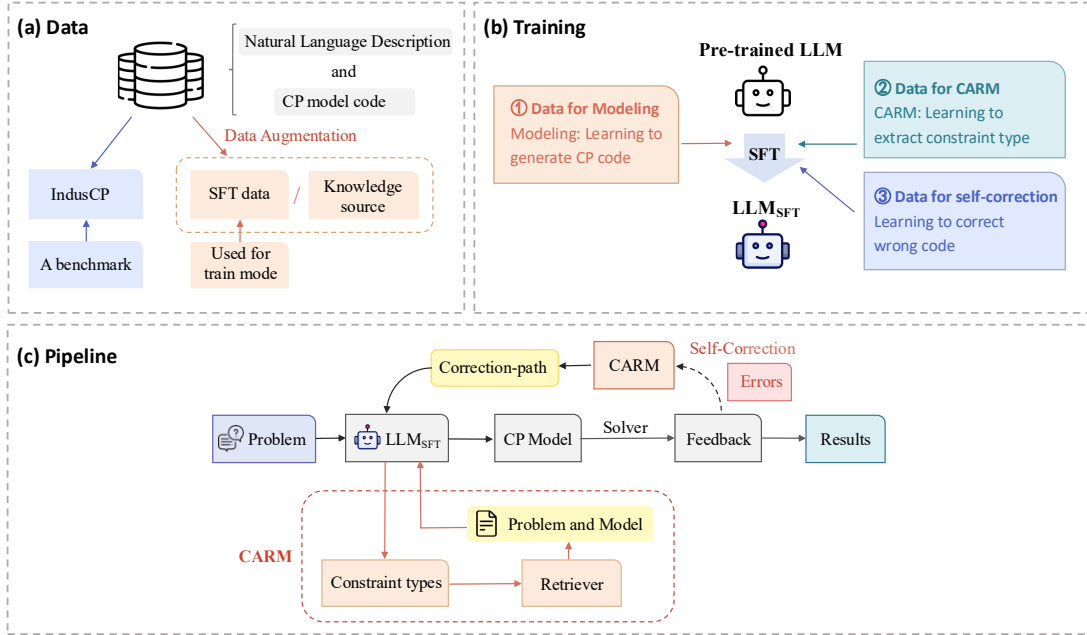 (a) Data
Natural Language Description
and
CP model code
Data Augmentation
IndusCP
SFT data
/
Knowledge
source
A benchmark
Used for
train mode
(b) Training
Pre-trained LLM
① Data for Modeling
Modeling: Learning to
generate CP code
② Data for CARM
CARM: Learning to
extract constraint type
SFT
③ Data for self-correction
Learning to correct
wrong code
LLMSFT
(c) Pipeline
Correction-path
CARM
Self-Correction
Errors
Problem
LLMSFT
CP Model
Solver
Feedback
Results
Problem and Model
CARM
Constraint types
Retriever